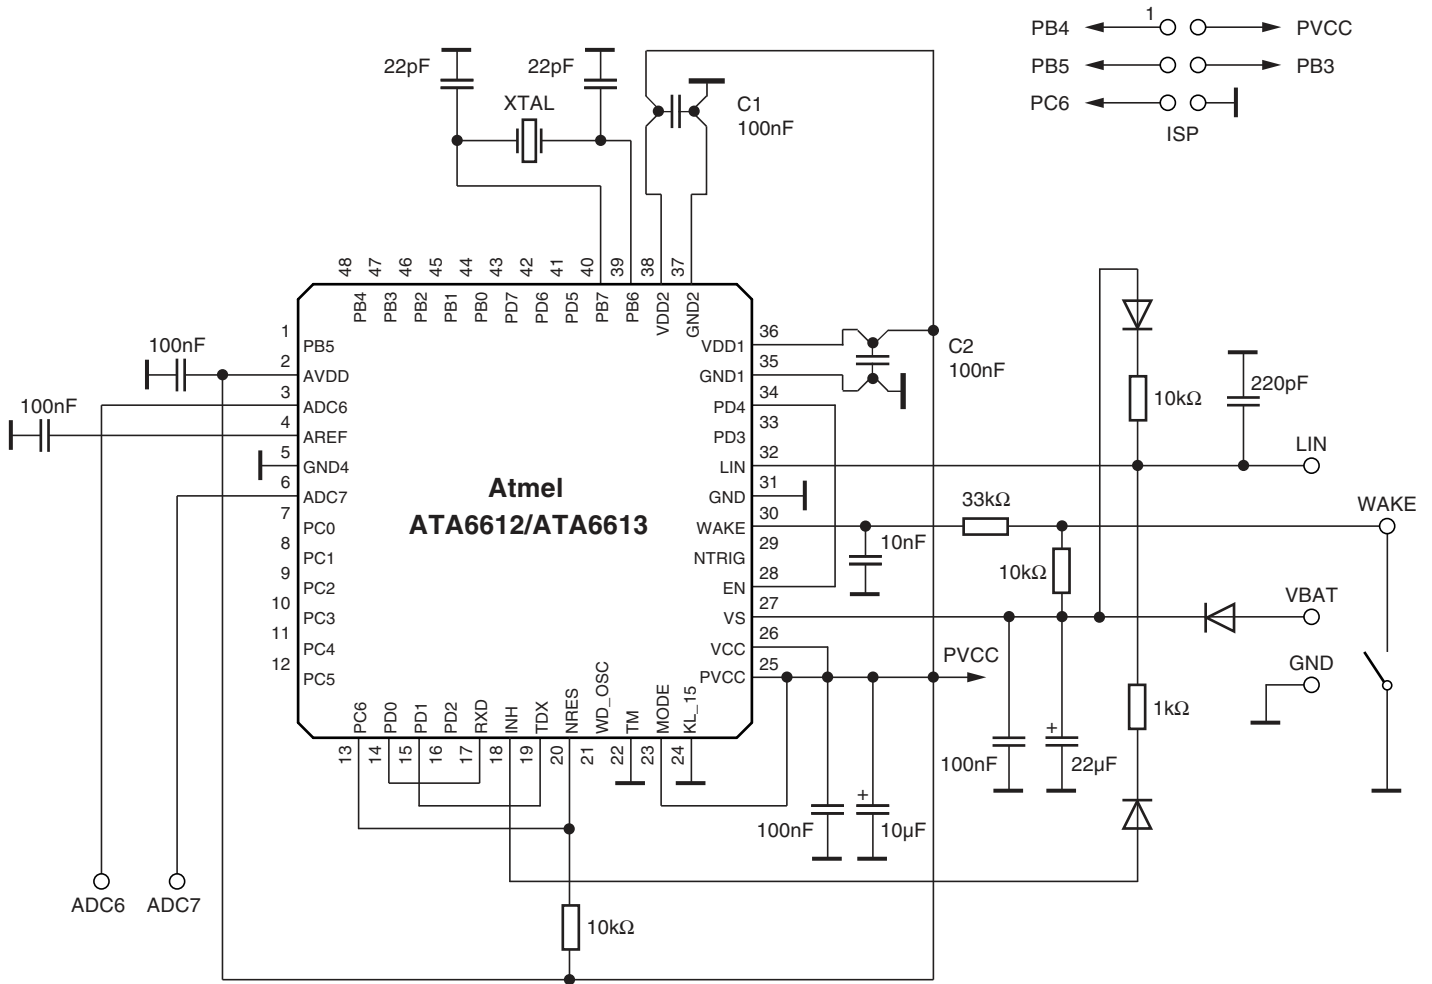 PB4
1
PVCC
PB5
PB3
PC6
ISP
22pF
22pF
XTAL
C1
100nF
48
47
46
45
44
43
42
41
40
39
38
37
PB4
PB3
PB2
PB1
PB0
PD7
PD6
PD5
PB7
PB6
VDD2
GND2
100nF
100nF
1
PB5
2
AVDD
3
ADC6
4
AREF
5
GND4
6
ADC7
7
PC0
8
PC1
9
PC2
10
PC3
11
PC4
12
PC5
Atmel
ATA6612/ATA6613
36
VDD1
35
GND1
34
PD4
33
PD3
32
LIN
31
GND
30
WAKE
29
NTRIG
28
EN
27
VS
26
VCC
25
PVCC
C2
100nF
10kΩ
220pF
LIN
33kΩ
WAKE
10nF
10kΩ
VBAT
PVCC
GND
1kΩ
100nF
+
22µF
PC6
PD0
PD1
PD2
RXD
INH
TDX
NRES
WD_OSC
TM
MODE
KL_15
13
14
15
16
17
18
19
20
21
22
23
24
100nF
+
10µF
ADC6
ADC7
10kΩ